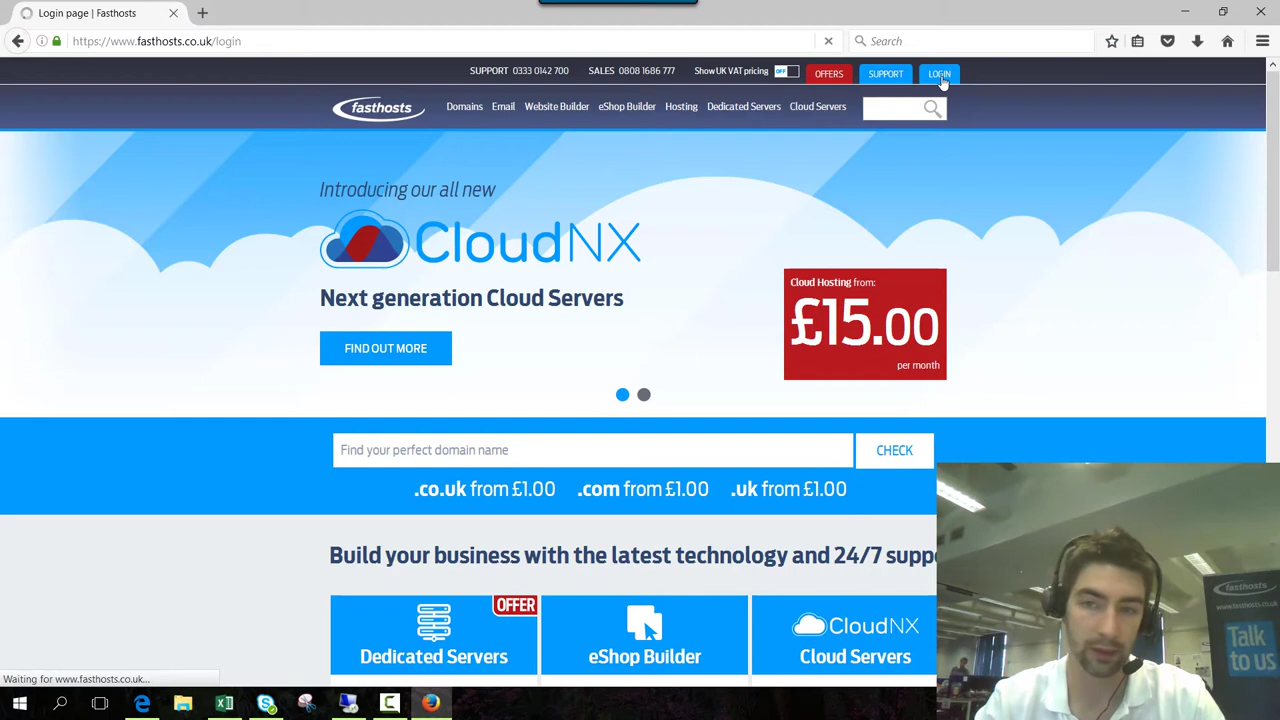 Login page | Fasthosts
https://www.fasthosts.co.uk/login
Search
SUPPORT 0333 0142 700 SALES 0808 1686 777 Show UK VAT pricing OFF OFFERS SUPPORT LOGIN
fasthosts Domains Email Website Builder eShop Builder Hosting Dedicated Servers Cloud Servers
Introducing our all new
CloudNX
Next generation Cloud Servers
FIND OUT MORE
Cloud Hosting from:
£15.00
per month
Find your perfect domain name CHECK
.co.uk from £1.00 .com from £1.00 .uk from £1.00
Build your business with the latest technology and 24/7 supp
OFFER
Dedicated Servers
eShop Builder
CloudNX
Cloud Servers
Waiting for www.fasthosts.co.uk...
fasthosts
www.fasthosts.co.uk
Talk
to us